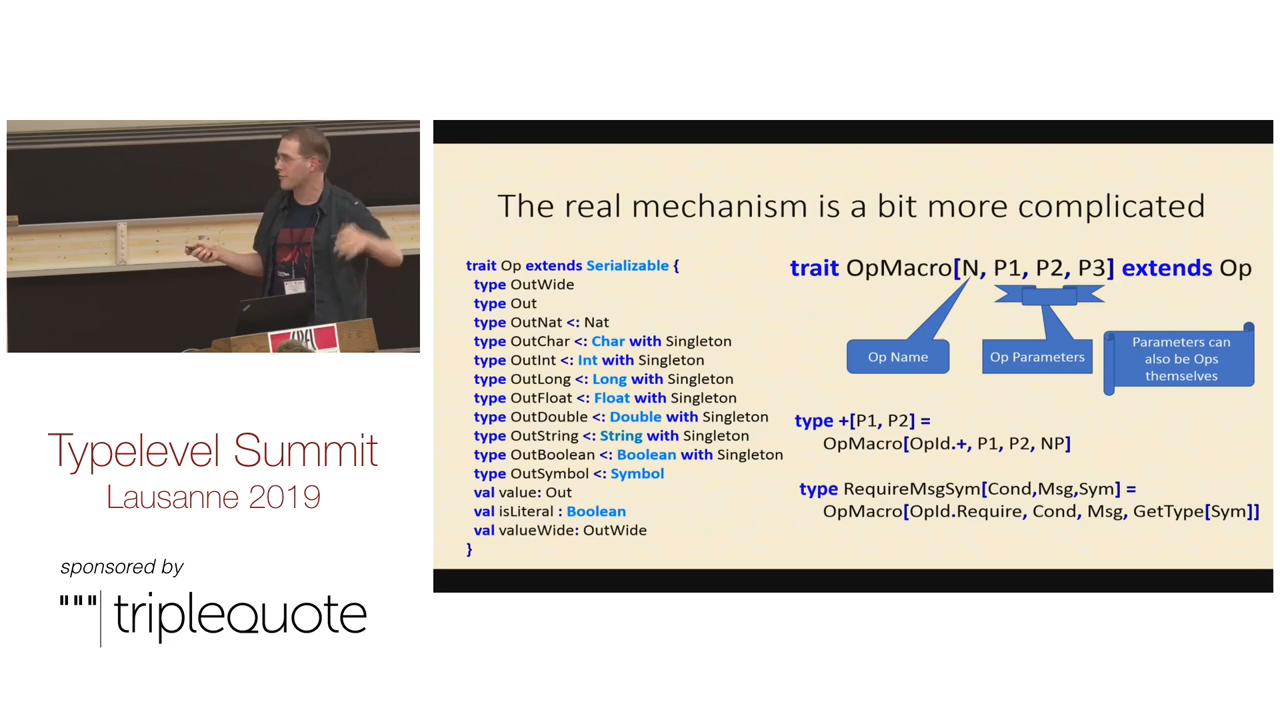 The real mechanism is a bit more complicated
trait Op extends Serializable {
type OutWide
type Out
type OutNat <: Nat
type OutChar <: Char with Singleton
type OutInt <: Int with Singleton
type OutLong <: Long with Singleton
type OutFloat <: Float with Singleton
type OutDouble <: Double with Singleton
type OutString <: String with Singleton
type OutBoolean <: Boolean with Singleton
type OutSymbol <: Symbol
val value: Out
val isLiteral : Boolean
val valueWide: OutWide
}
trait OpMacro[N, P1, P2, P3] extends Op
Op Name
Op Parameters
Parameters can
also be Ops
themselves
type +[P1, P2] =
OpMacro[OpId.+, P1, P2, NP]
type RequireMsgSym[Cond,Msg,Sym] =
OpMacro[OpId.Require, Cond, Msg, GetType[Sym]]
Typelevel Summit
Lausanne 2019
sponsored by
"""|triplequote